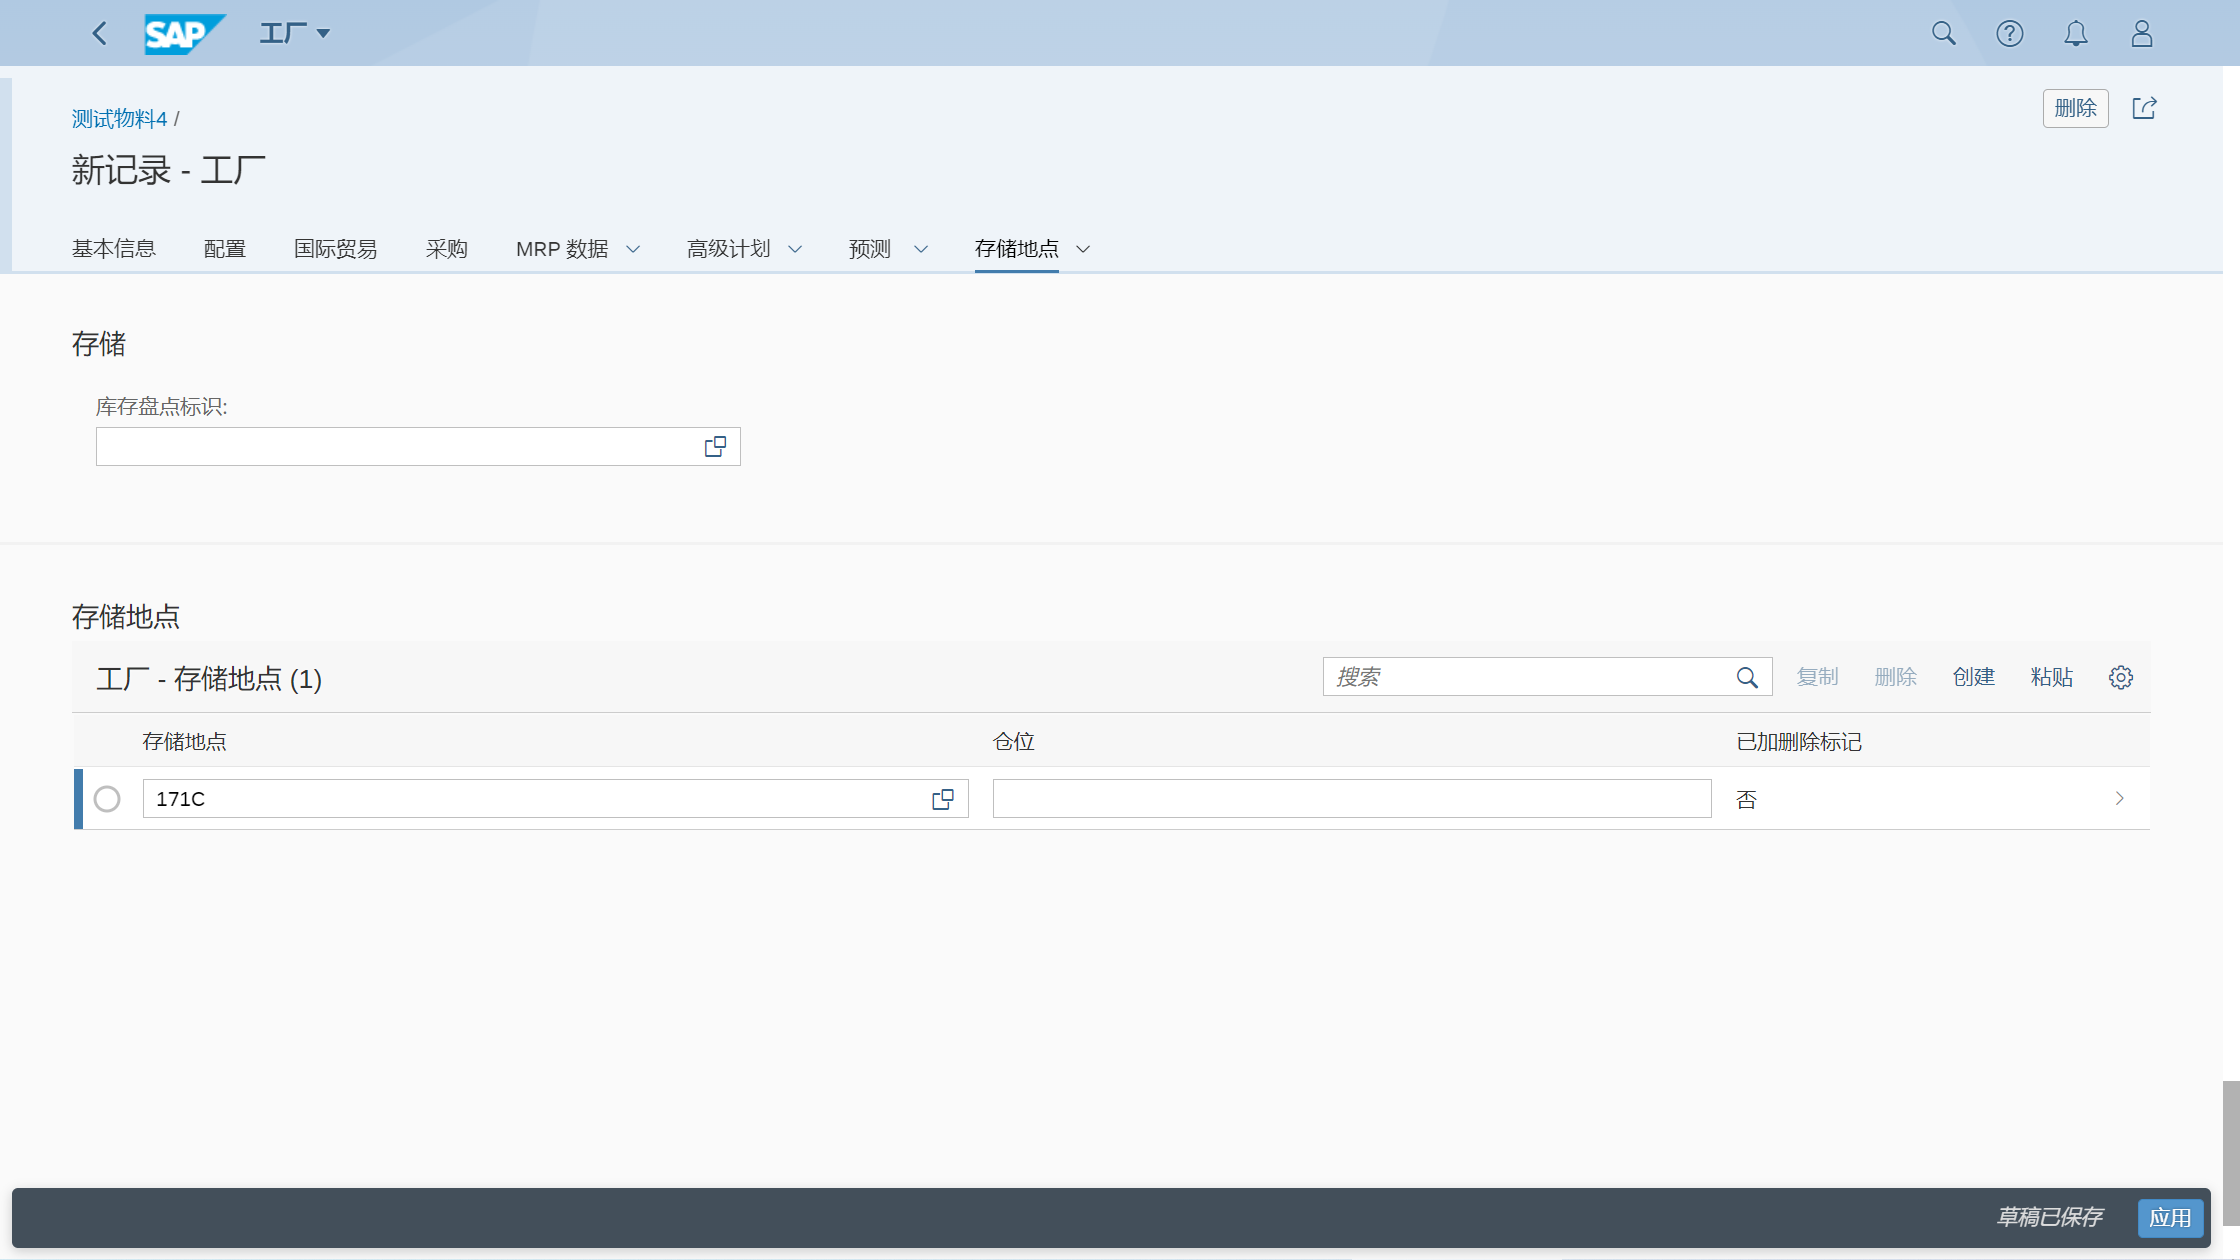 SAP 工厂
测试物料4 /
删除
新记录 - 工厂
基本信息 配置 国际贸易 采购 MRP 数据 高级计划 预测 存储地点
存储
库存盘点标识:
存储地点
工厂 - 存储地点 (1) 搜索 复制 删除 创建 粘贴
存储地点 仓位 已加删除标记
171C 否
草稿已保存 应用